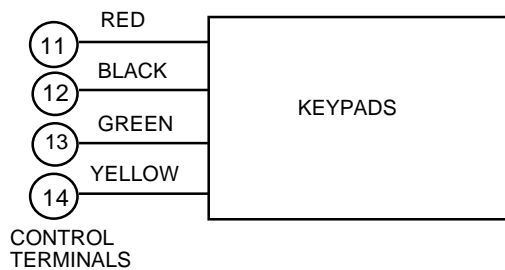 RED
11
BLACK
12
KEYPADS
GREEN
13
YELLOW
14
CONTROL
TERMINALS